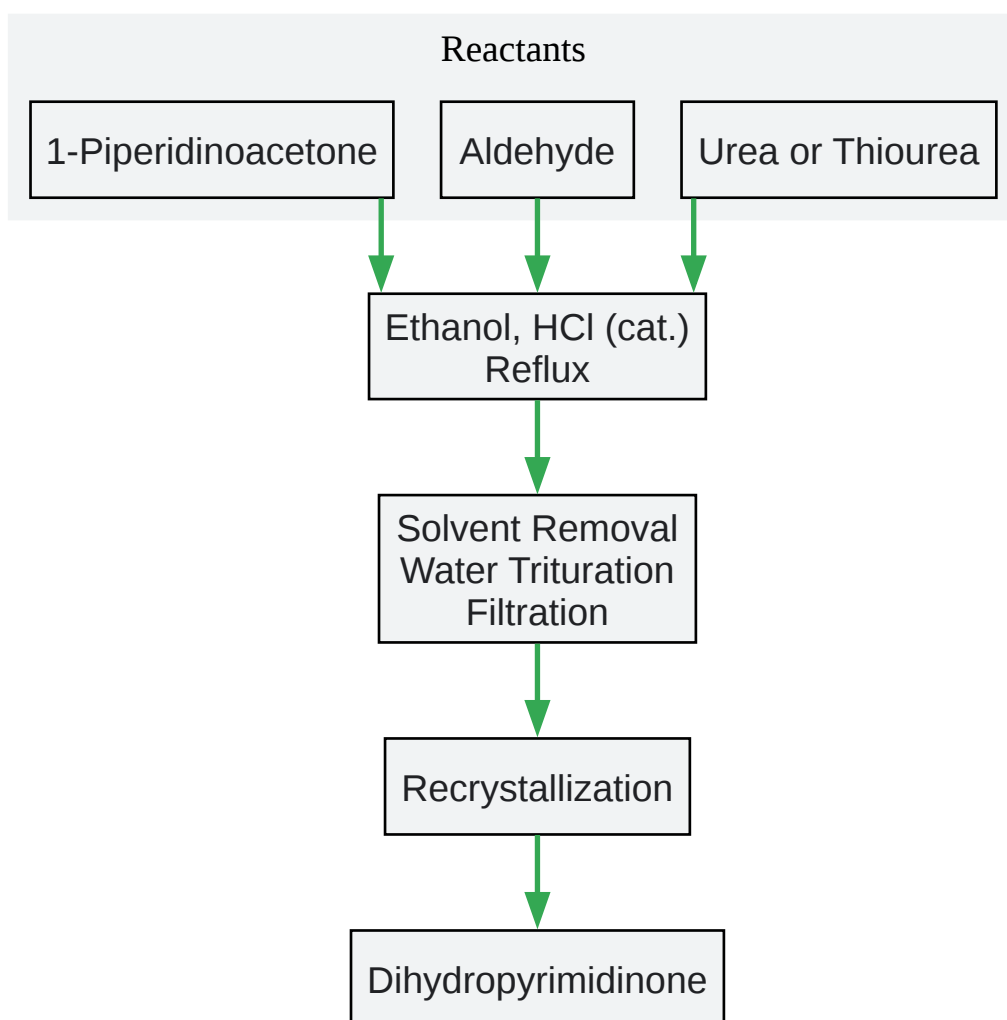 Reactants
1-Piperidinoacetone
Aldehyde
Urea or Thiourea
Ethanol, HCl (cat.)
Reflux
Solvent Removal
Water Trituration
Filtration
Recrystallization
Dihydropyrimidinone